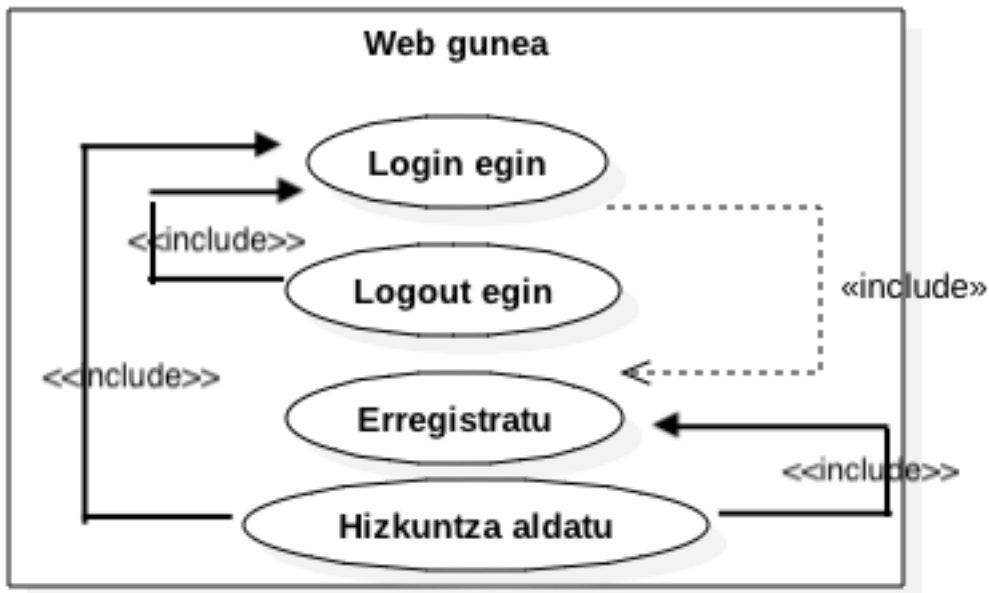 Web gunea
Login egin
<<include>>
Logout egin
«include»
<<include>>
Erregistratu
<<include>>
Hizkuntza aldatu